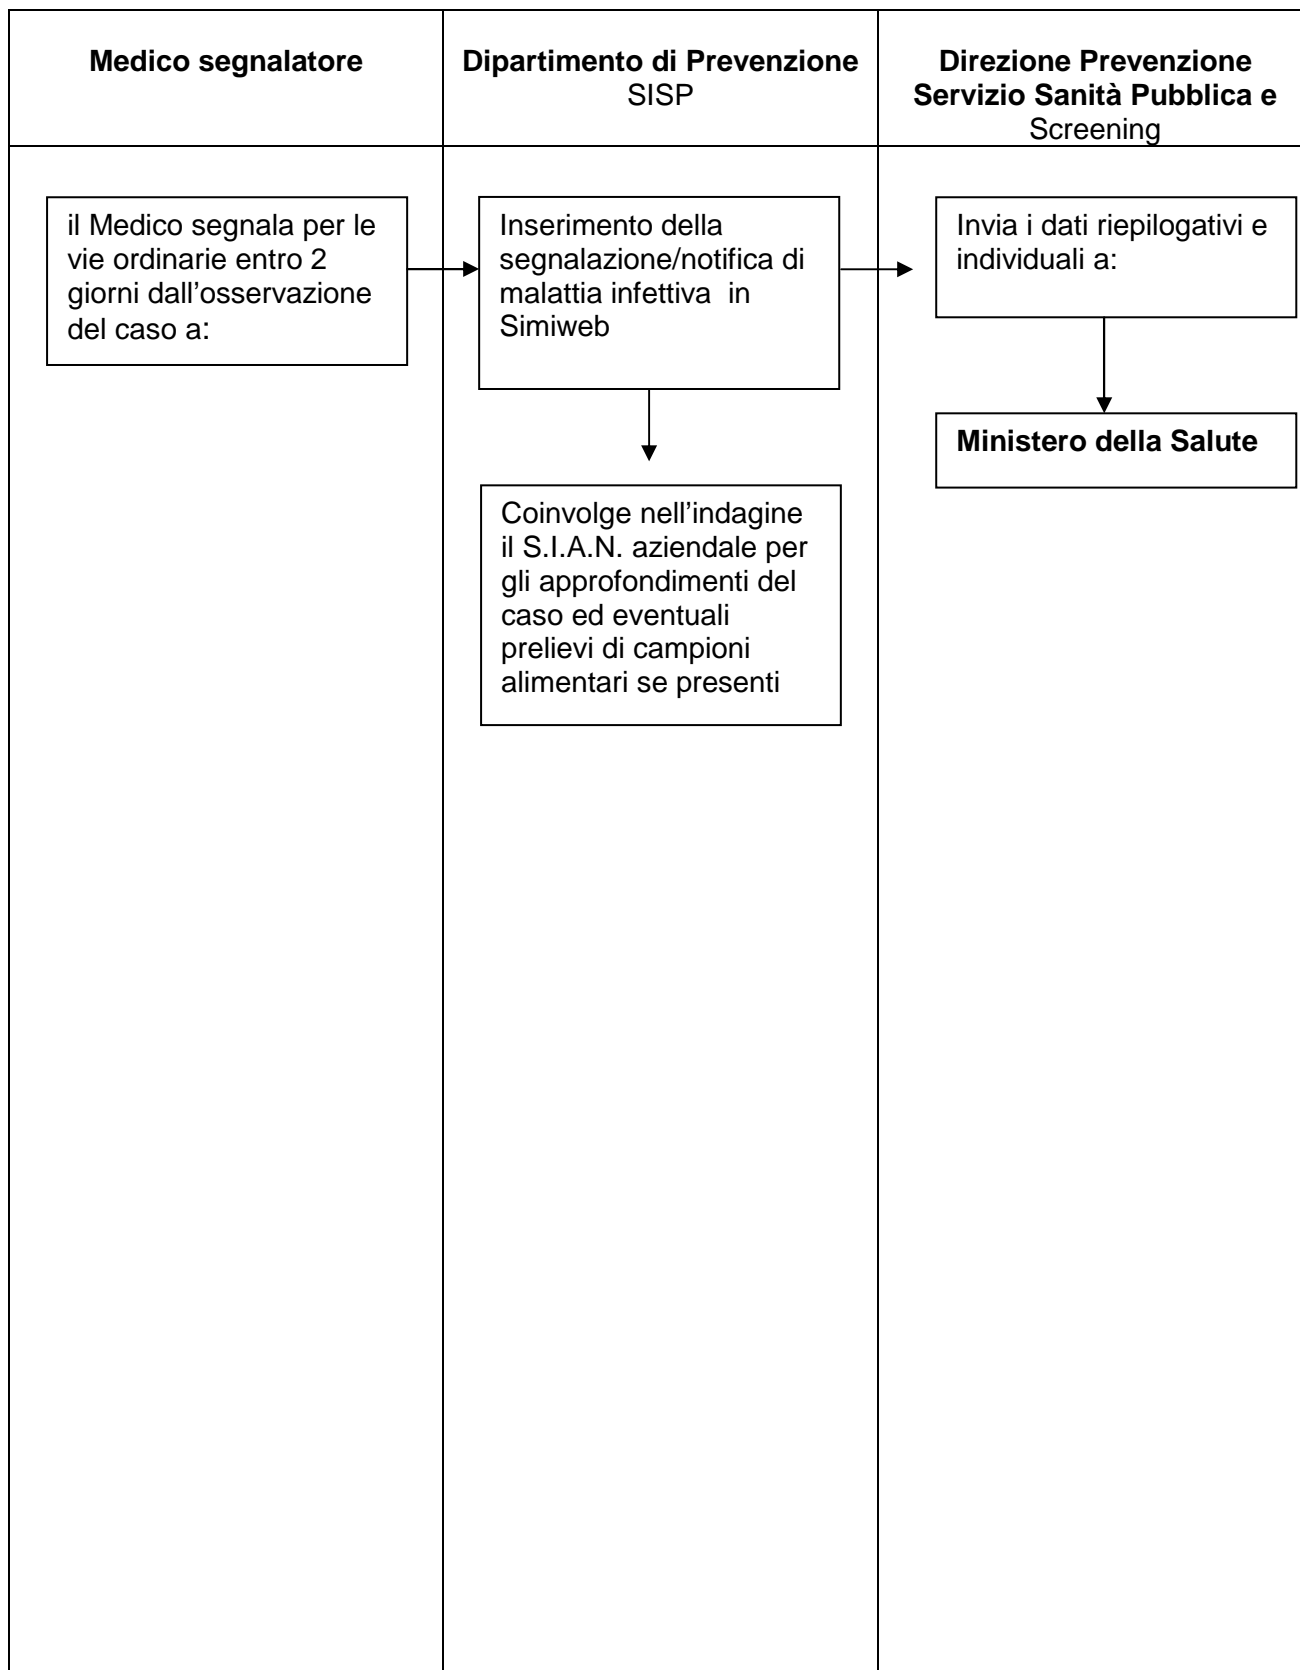 Medico segnalatore
Dipartimento di Prevenzione
SISP
Direzione Prevenzione
Servizio Sanità Pubblica e
Screening
il Medico segnala per le
vie ordinarie entro 2
giorni dall’osservazione
del caso a:
Inserimento della
segnalazione/notifica di
malattia infettiva  in
Simiweb
Invia i dati riepilogativi e
individuali a:
Ministero della Salute
Coinvolge nell’indagine
il S.I.A.N. aziendale per
gli approfondimenti del
caso ed eventuali
prelievi di campioni
alimentari se presenti